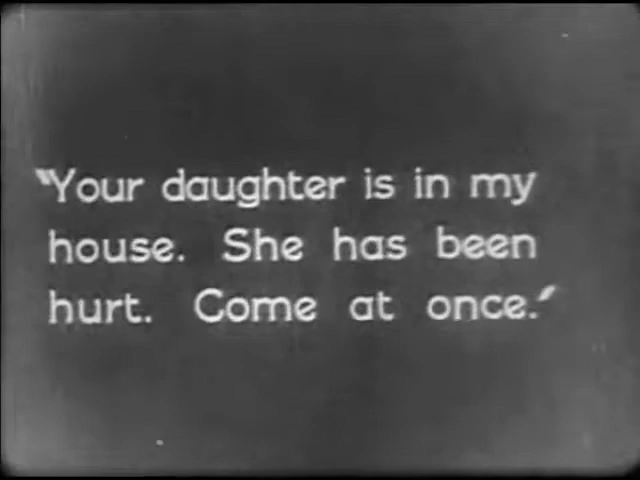 "Your daughter is in my
house. She has been
hurt. Come at once."